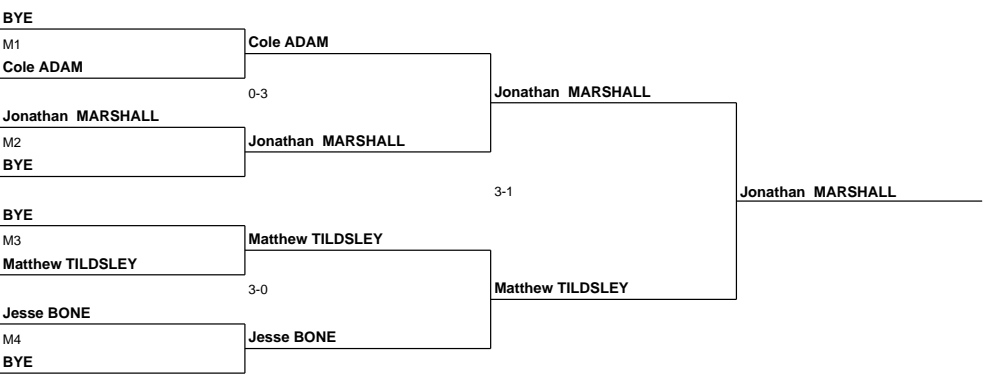 BYE
M1
Cole ADAM
Cole ADAM
0-3
Jonathan MARSHALL
Jonathan MARSHALL
M2
Jonathan MARSHALL
BYE
3-1
Jonathan MARSHALL
BYE
M3
Matthew TILDSLEY
Matthew TILDSLEY
3-0
Matthew TILDSLEY
Jesse BONE
M4
Jesse BONE
BYE